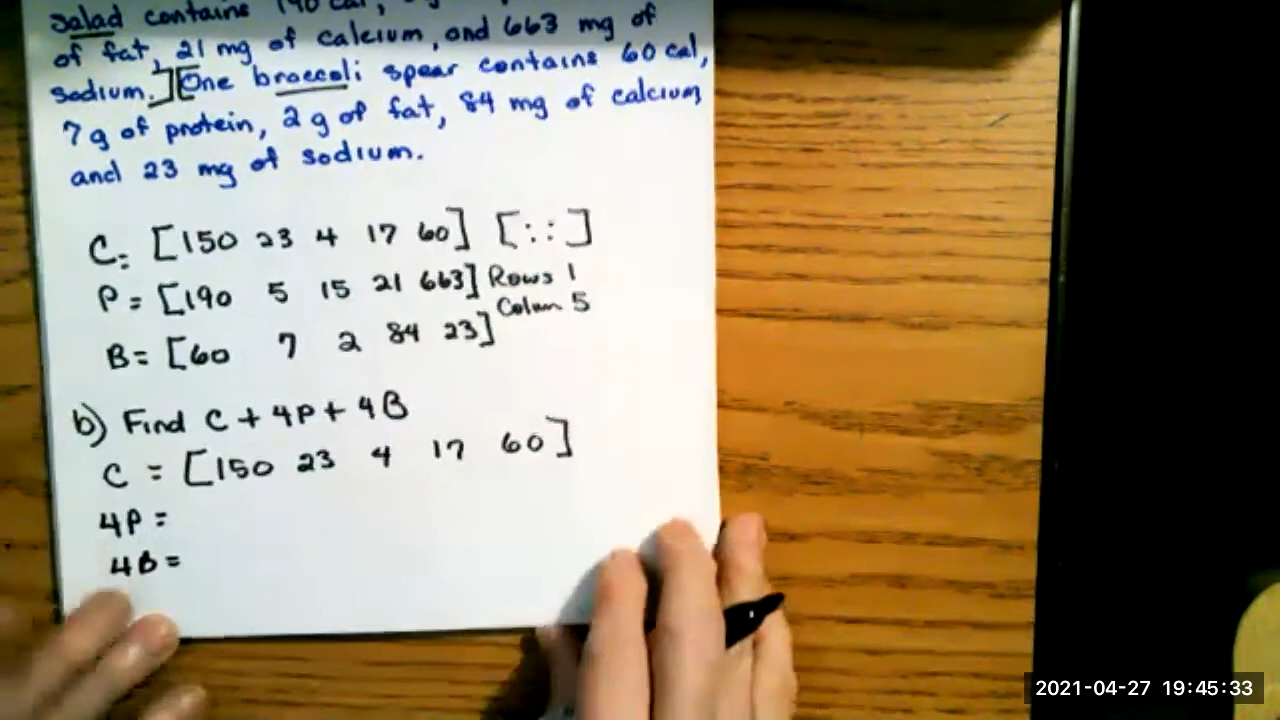 salad contains 190 cal,
of fat, 21 mg of calcium, and 663 mg of
sodium.] [One broccoli spear contains 60 cal,
7 g of protein, 2 g of fat, 84 mg of calcium,
and 23 mg of sodium.
C= [150 23 4 17 60] [:::]
P = [190 5 15 21 663] Rows 1
Colum 5
B = [60 7 2 84 23]
b) Find C + 4P + 4B
C = [150 23 4 17 60]
4P =
4B =
2021-04-27 19:45:33